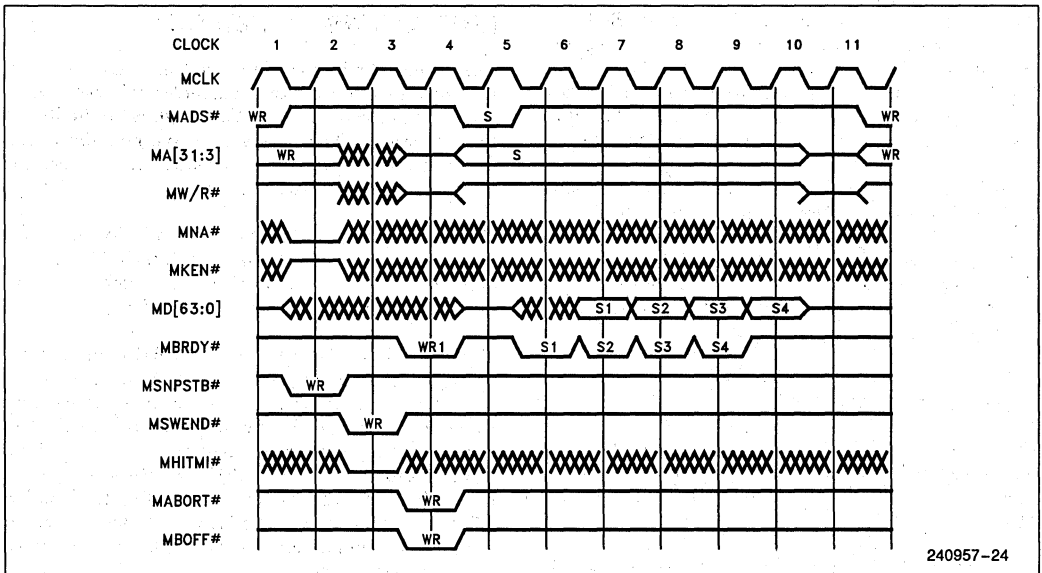 CLOCK 1 2 3 4 5 6 7 8 9 10 11
MCLK
MADS# WR S WR
MA[31:3] WR S WR
MW/R#
MNA#
MKEN#
MD[63:0] S1 S2 S3 S4
MBRDY# WR1 S1 S2 S3 S4
MSNPSTB# WR
MSWEND# WR
MHITMI#
MABORT# WR
MBOFF# WR
240957-24